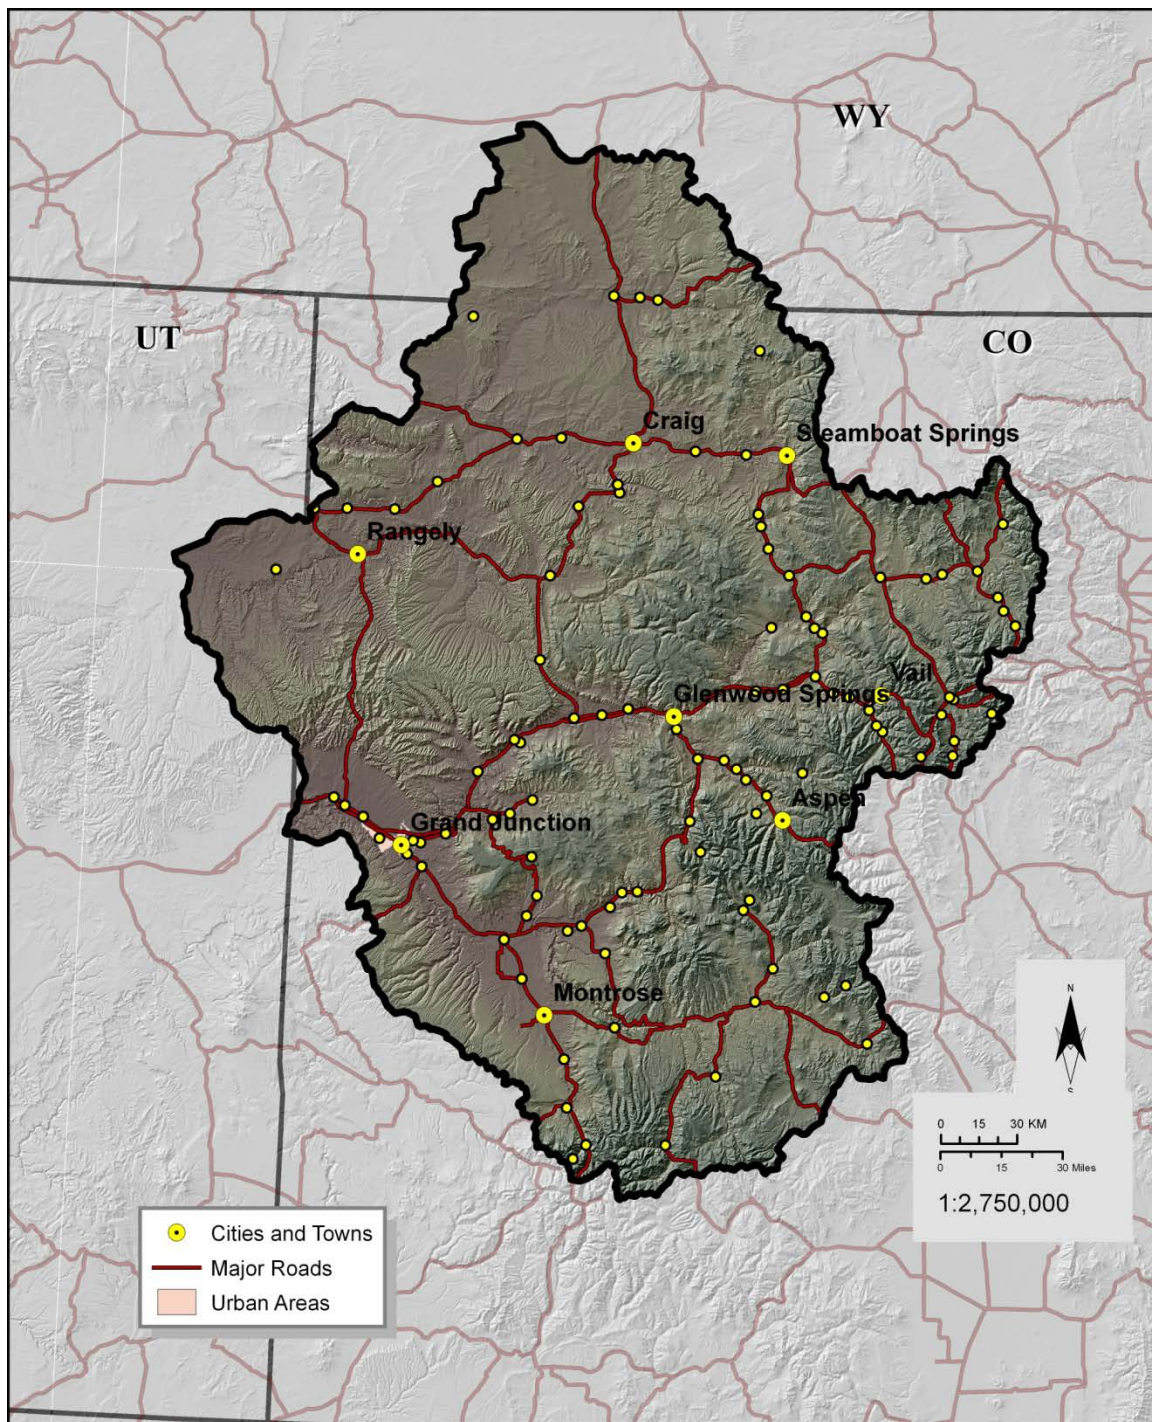 WY
UT
CO
Craig
Steamboat Springs
Rangely
Vail
Glenwood Springs
Aspen
Grand Junction
Montrose
N
S
0 15 30 KM
0 15 30 Miles
1:2,750,000
Cities and Towns
Major Roads
Urban Areas